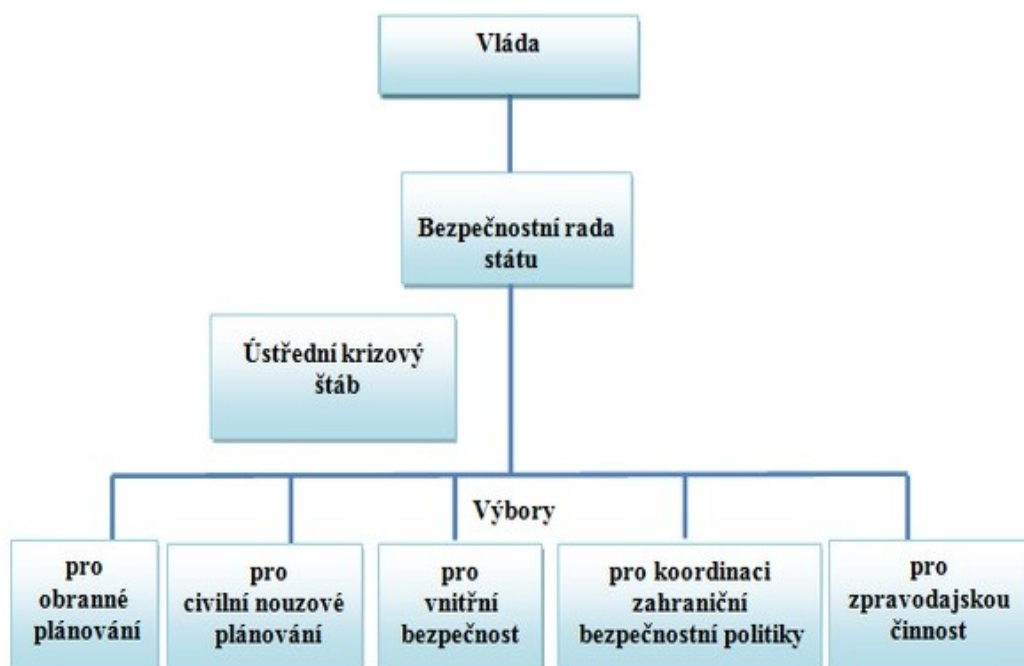 Vláda
Bezpečnostní rada
státu
Ústřední krizový
štáb
Výbory
pro
obranné
plánování
pro
civilní nouzové
plánování
pro
vnitřní
bezpečnost
pro koordinaci
zahraniční
bezpečnostní politiky
pro
zpravodajskou
činnost